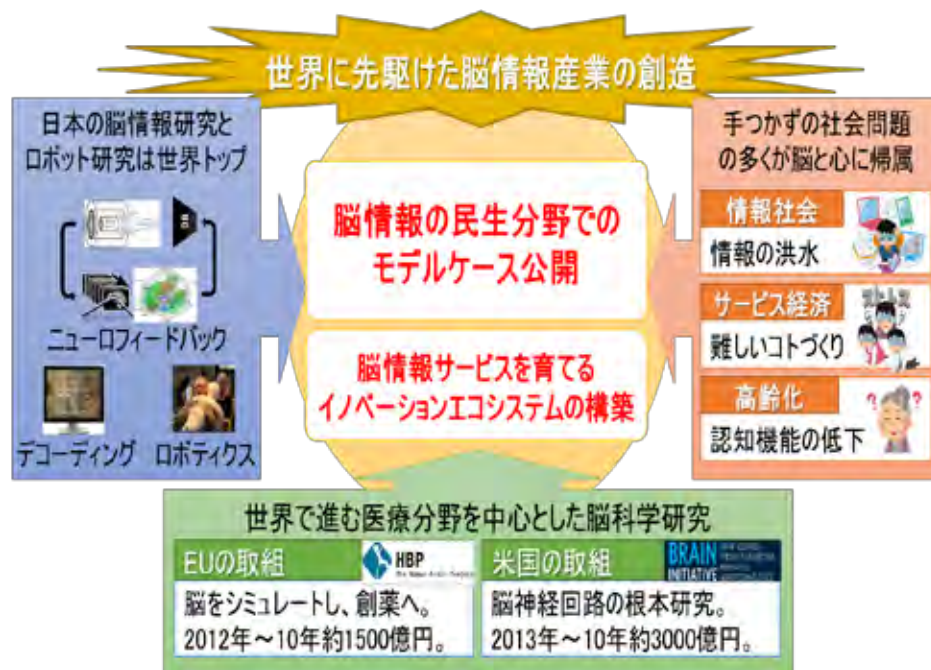 世界に先駆けた脳情報産業の創造
日本の脳情報研究と
ロボット研究は世界トップ
ニューロフィードバック
デコーディング
ロボティクス
脳情報の民生分野での
モデルケース公開
脳情報サービスを育てる
イノベーションエコシステムの構築
手つかずの社会問題
の多くが脳と心に帰属
情報社会
情報の洪水
サービス経済
ストレス
難しいコトづくり
高齢化
? ?
認知機能の低下
世界で進む医療分野を中心とした脳科学研究
EUの取組
HBP
脳をシミュレートし、創薬へ。
2012年～10年約1500億円。
米国の取組
BRAIN
INITIATIVE
脳神経回路の根本研究。
2013年～10年約3000億円。